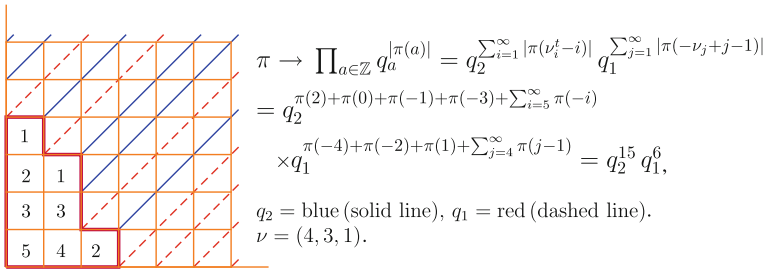 1
2 1
3 3
5 4 2
π → ∏_{a∈ℤ} q_a^{|π(a)|} = q_2^{∑_{i=1}^{∞} |π(ν_i^t−i)|} q_1^{∑_{j=1}^{∞} |π(−ν_j+j−1)|}
= q_2^{π(2)+π(0)+π(−1)+π(−3)+∑_{i=5}^{∞} π(−i)}
×q_1^{π(−4)+π(−2)+π(1)+∑_{j=4}^{∞} π(j−1)} = q_2^{15} q_1^{6},
q_2 = blue (solid line), q_1 = red (dashed line).
ν = (4, 3, 1).